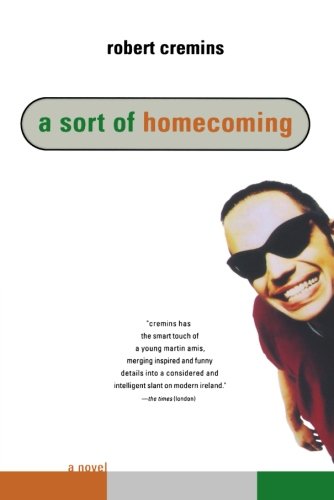 robert cremins
a sort of homecoming
"cremins has
the smart touch of
a young martin amis,
merging inspired and funny
details into a considered and
intelligent slant on modern ireland."
—the times (london)
a novel